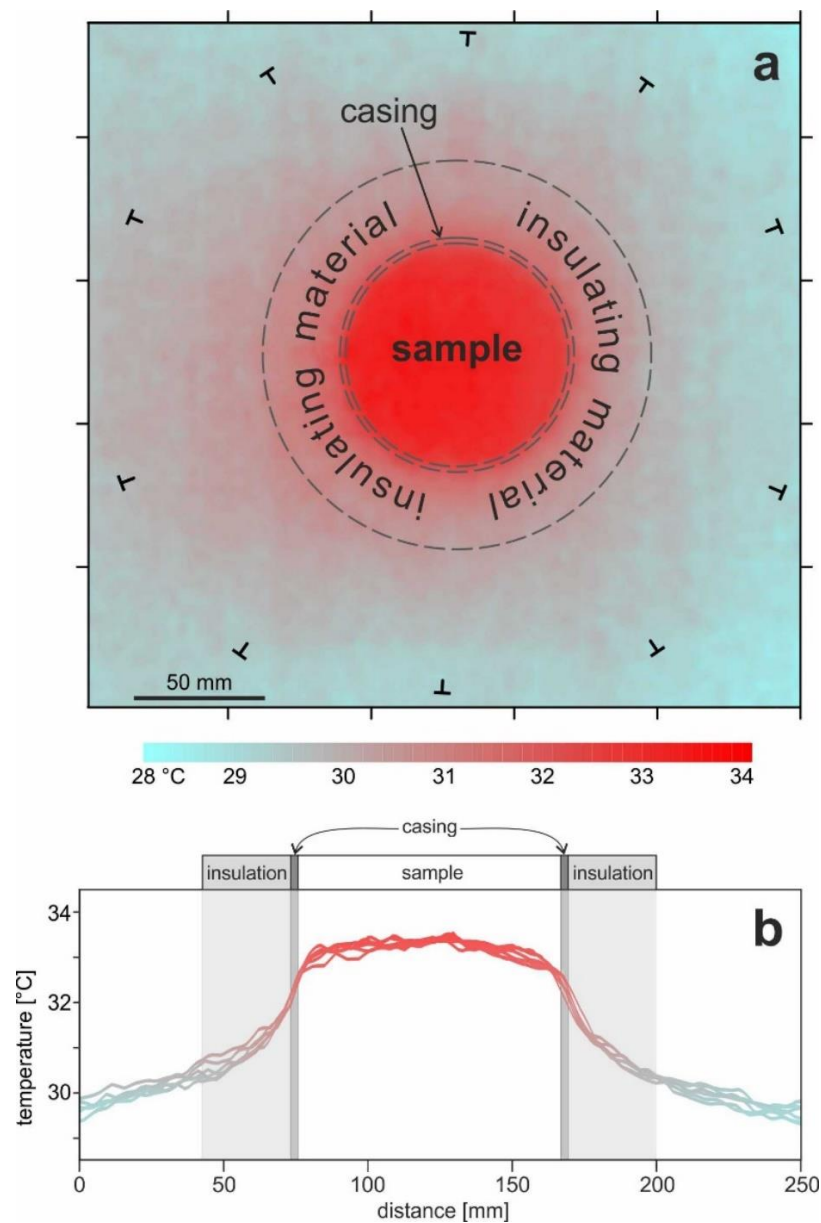 a
casing
material insulating
sample
insulating material
50 mm
28 °C 29 30 31 32 33 34
casing
insulation sample insulation
b
34
32
30
temperature [°C]
0 50 100 150 200 250
distance [mm]